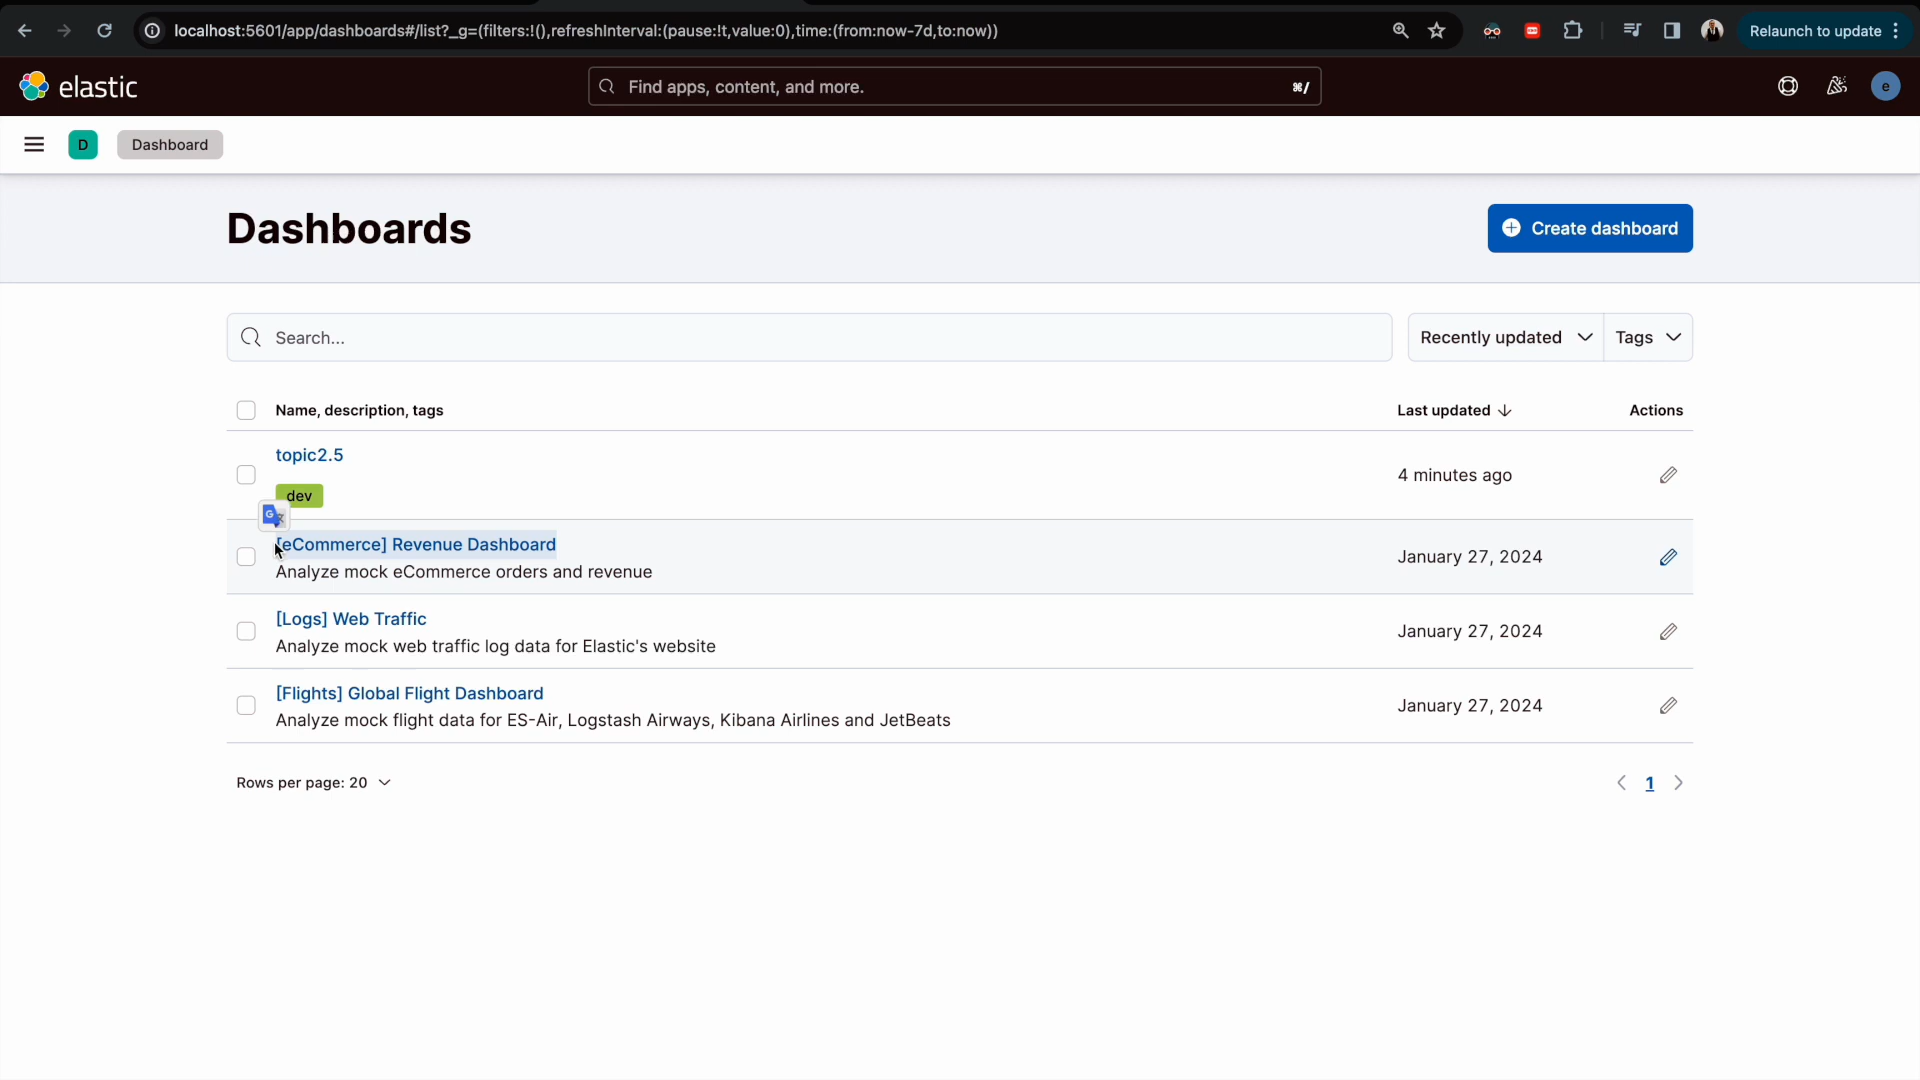 localhost:5601/app/dashboards#/list?_g=(filters:!(),refreshInterval:(pause:!t,value:0),time:(from:now-7d,to:now))
Relaunch to update
elastic
Find apps, content, and more.
⌘/
e
D
Dashboard
Dashboards
Create dashboard
Search...
Recently updated
Tags
Name, description, tags
Last updated
Actions
topic2.5
4 minutes ago
dev
[eCommerce] Revenue Dashboard
Analyze mock eCommerce orders and revenue
January 27, 2024
[Logs] Web Traffic
Analyze mock web traffic log data for Elastic's website
January 27, 2024
[Flights] Global Flight Dashboard
Analyze mock flight data for ES-Air, Logstash Airways, Kibana Airlines and JetBeats
January 27, 2024
Rows per page: 20
1